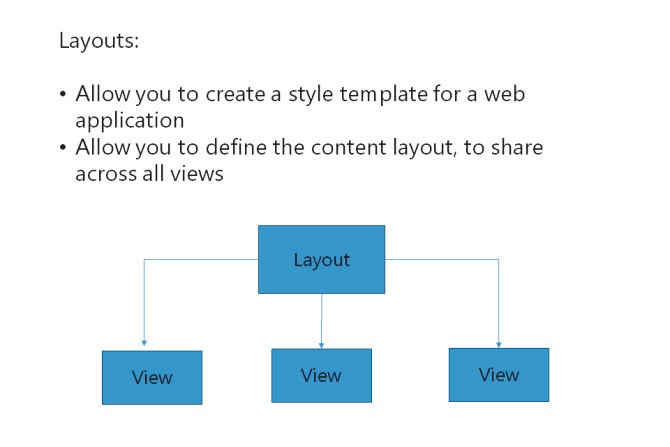 Layouts:
• Allow you to create a style template for a web
application
• Allow you to define the content layout, to share
across all views
Layout
View
View
View